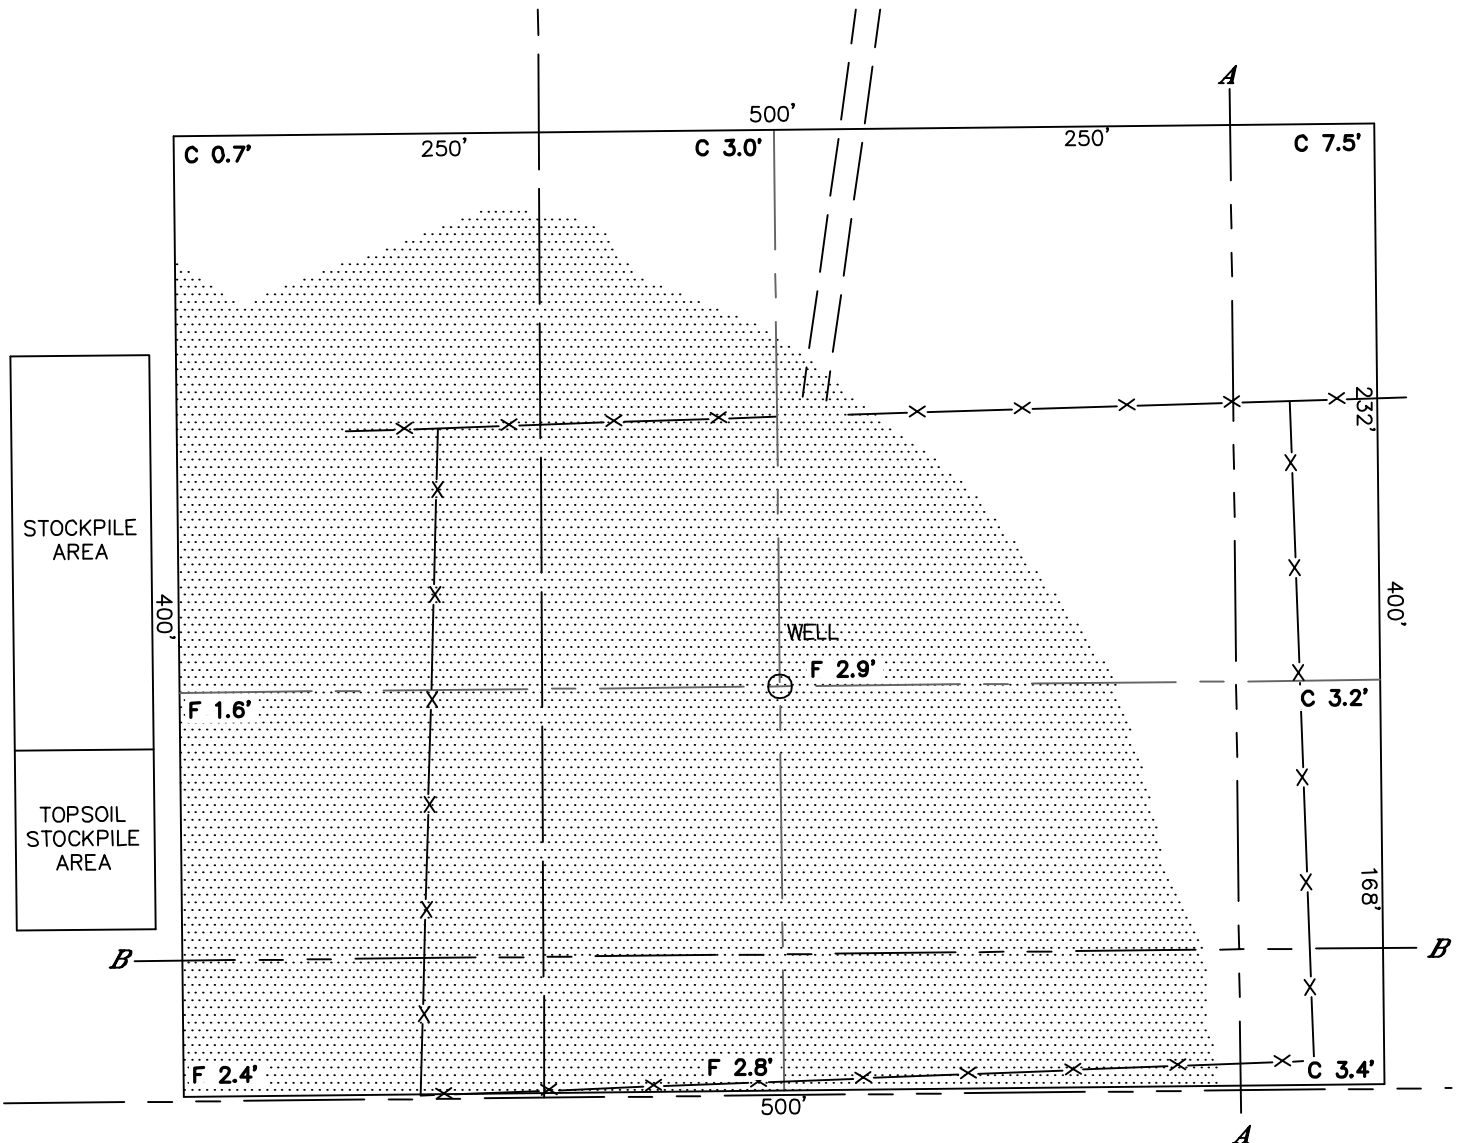 A
500'
C 0.7'
250'
C 3.0'
250'
C 7.5'
232'
STOCKPILE
AREA
400'
400'
WELL
F 2.9'
F 1.6'
C 3.2'
TOPSOIL
STOCKPILE
AREA
168'
B
B
F 2.4'
F 2.8'
C 3.4'
500'
A